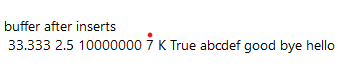 buffer after inserts
33.333 2.5 10000000 7 K True abcdef good bye hello